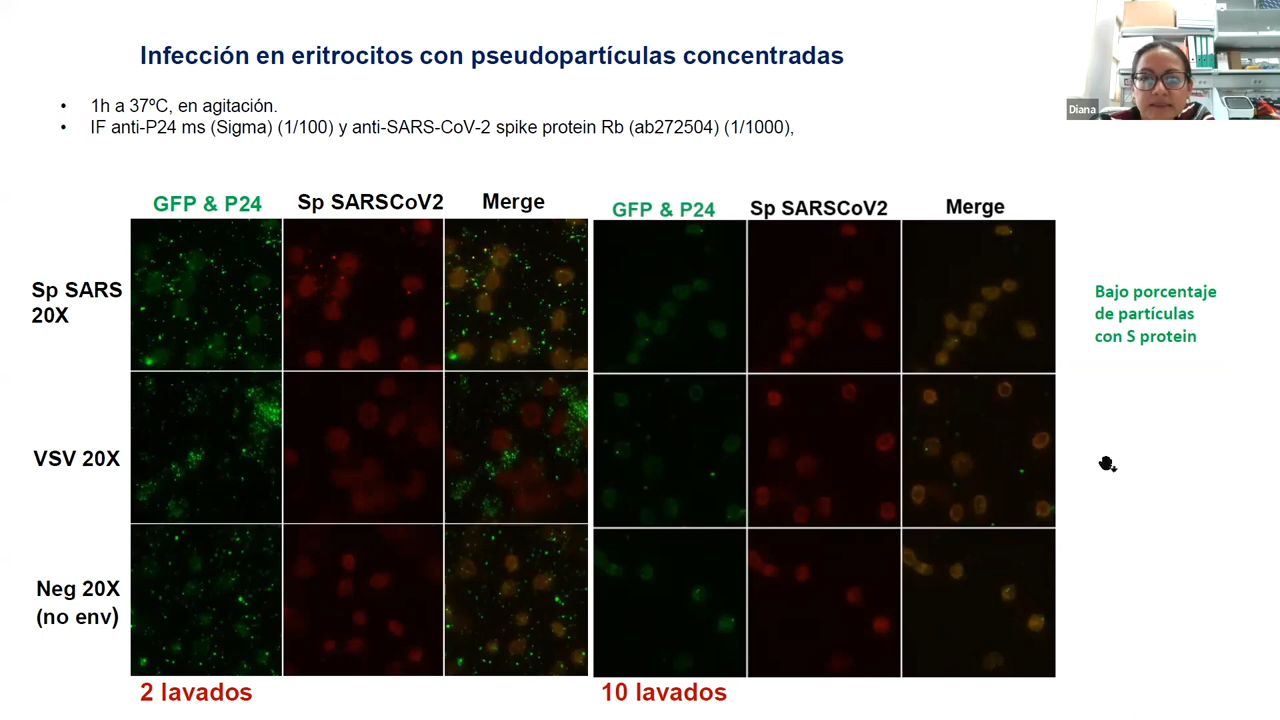 Infección en eritrocitos con pseudopartículas concentradas
Diana
• 1h a 37ºC, en agitación.
• IF anti-P24 ms (Sigma) (1/100) y anti-SARS-CoV-2 spike protein Rb (ab272504) (1/1000),
GFP & P24 Sp SARSCoV2 Merge GFP & P24 Sp SARSCoV2 Merge
Sp SARS
20X
Bajo porcentaje
de partículas
con S protein
VSV 20X
Neg 20X
(no env)
2 lavados 10 lavados